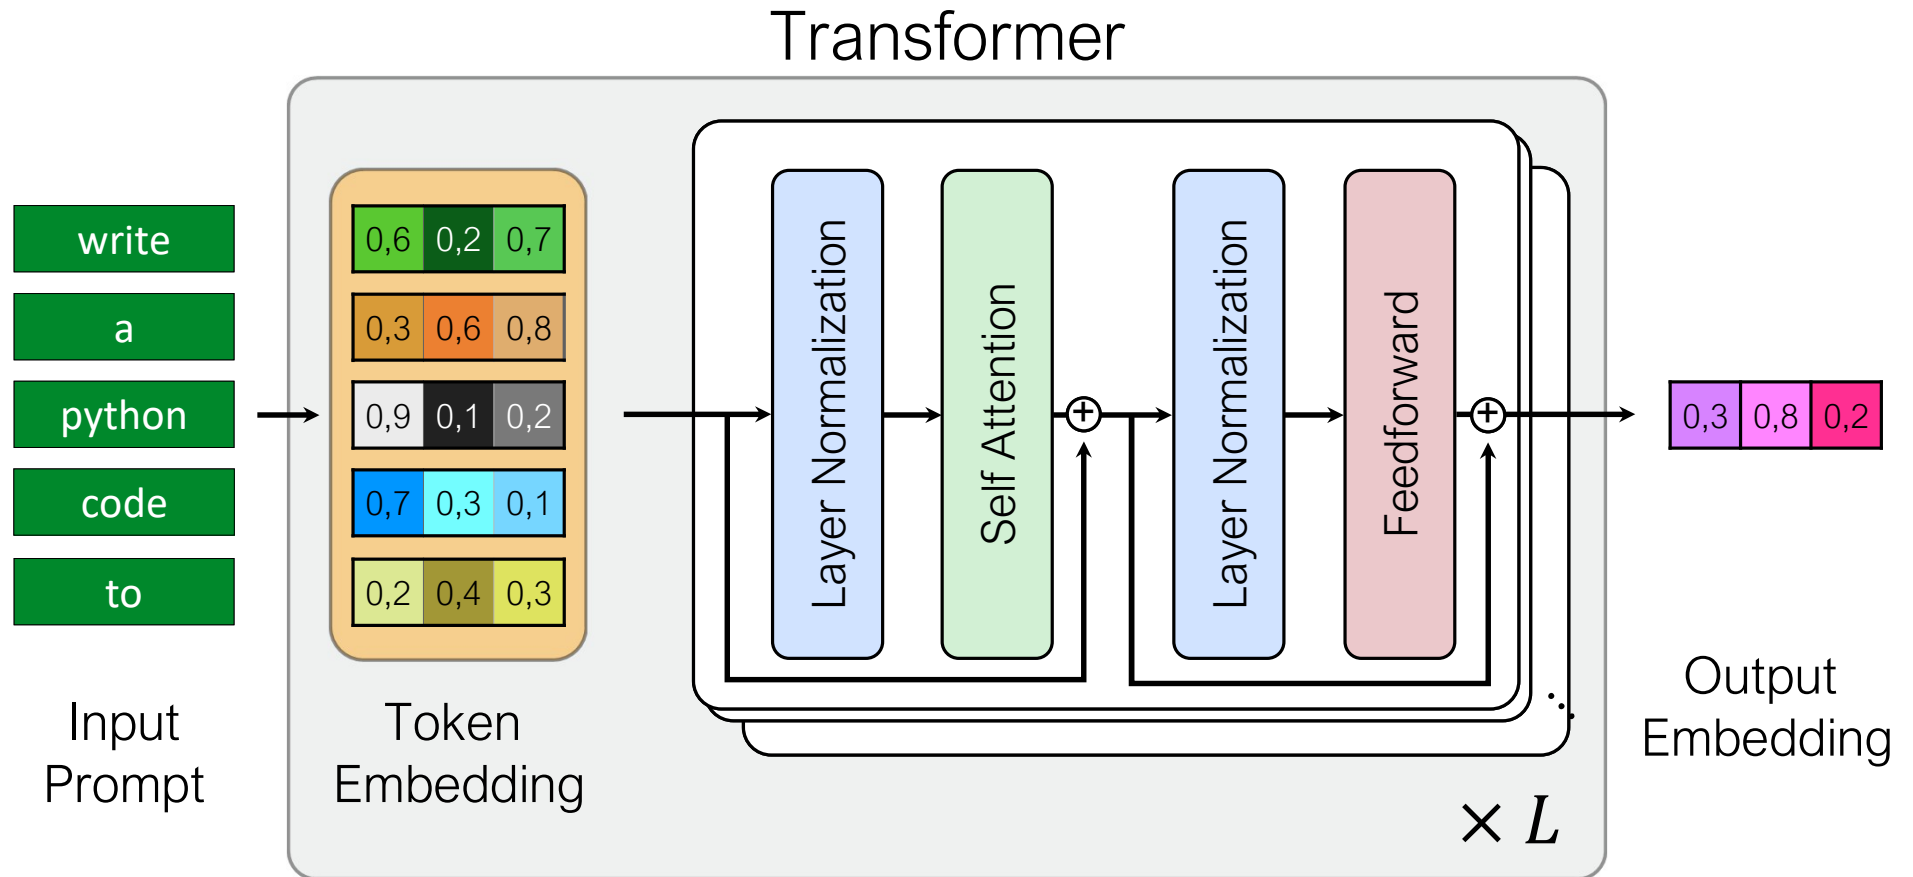 Transformer
write
a
python
code
to
Input
Prompt
0,6 0,2 0,7
0,3 0,6 0,8
0,9 0,1 0,2
0,7 0,3 0,1
0,2 0,4 0,3
Token
Embedding
Layer Normalization
Self Attention
+
Layer Normalization
Feedforward
+
× L
0,3 0,8 0,2
Output
Embedding